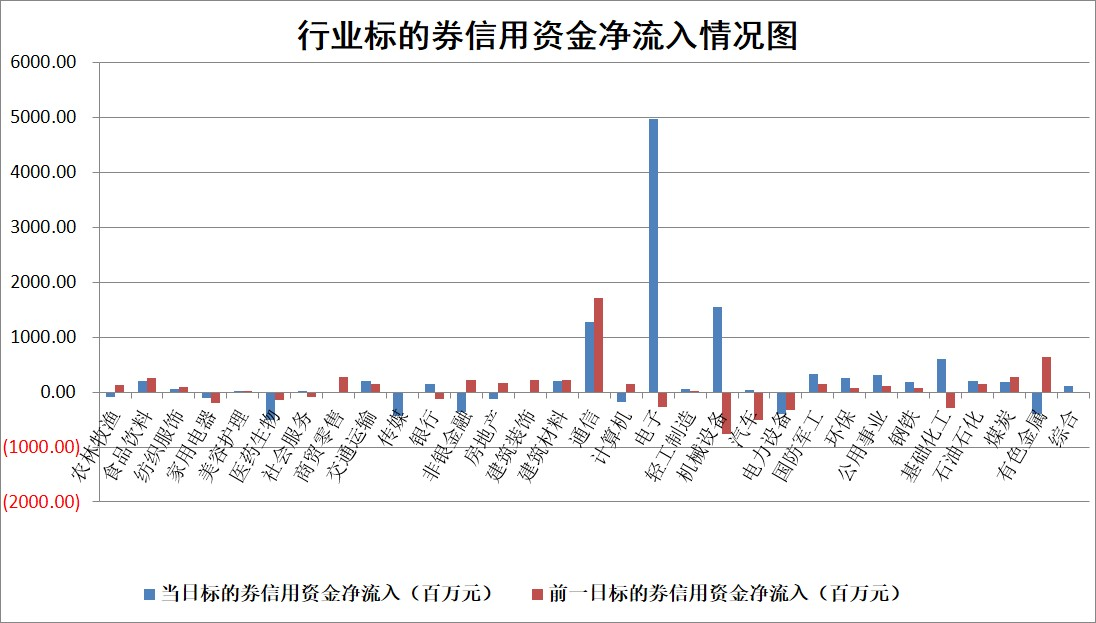 行业标的券信用资金净流入情况图
6000.00
5000.00
4000.00
3000.00
2000.00
1000.00
0.00
(1000.00)
(2000.00)
农林牧渔
食品饮料
纺织服饰
家用电器
美容护理
医药生物
社会服务
商贸零售
交通运输
传媒
银行
非银金融
房地产
建筑装饰
建筑材料
通信
计算机
电子
轻工制造
机械设备
汽车
电力设备
国防军工
环保
公用事业
钢铁
基础化工
石油石化
煤炭
有色金属
综合
当日标的券信用资金净流入（百万元）
前一日标的券信用资金净流入（百万元）